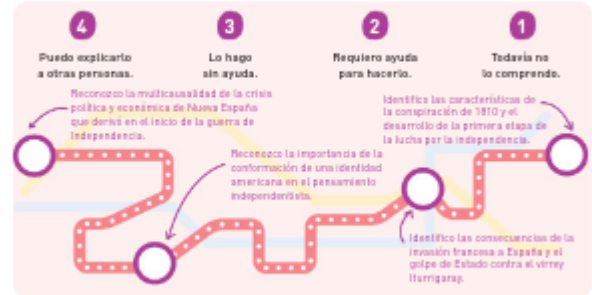 4
Puedo explicarlo
a otras personas.
3
Lo hago
sin ayuda.
2
Requiero ayuda
para hacerlo.
1
Todavía no
lo comprendo.
Reconozco la multicausalidad de la crisis
política y económica de Nueva España
que derivó en el inicio de la guerra de
Independencia.
Identifico las características de
la conspiración de 1810 y el
desarrollo de la primera etapa de
la lucha por la independencia.
Reconozco la importancia de la
conformación de una identidad
americana en el pensamiento
independentista.
Identifico las consecuencias de la
invasión francesa a España y el
golpe de Estado contra el virrey
Iturrigaray.